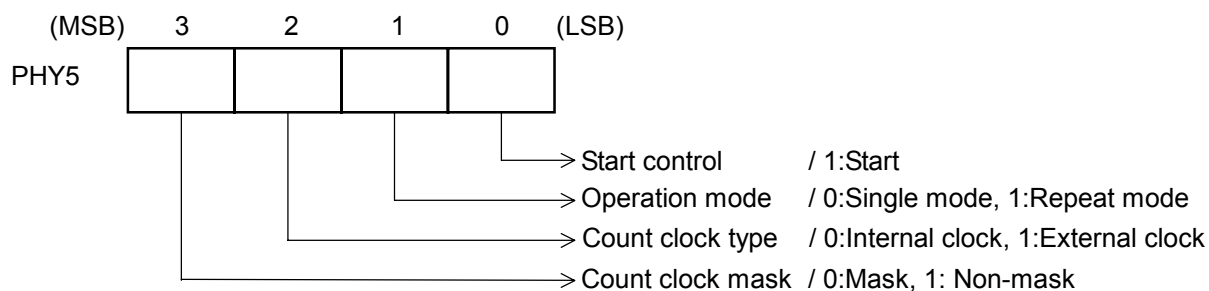 (MSB) 3 2 1 0 (LSB)
PHY5
Start control / 1:Start
Operation mode / 0:Single mode, 1:Repeat mode
Count clock type / 0:Internal clock, 1:External clock
Count clock mask / 0:Mask, 1: Non-mask